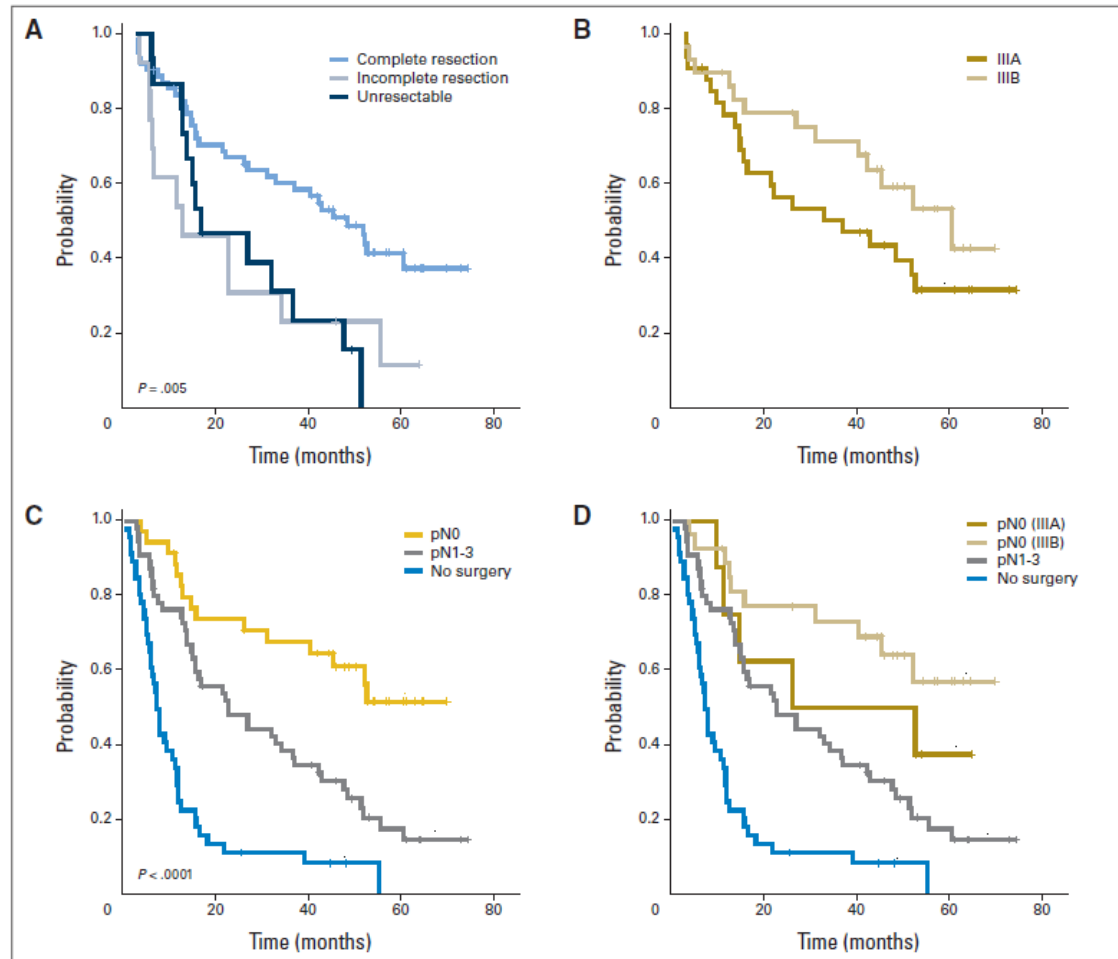 A
1.0
0.8
0.6
0.4
0.2
Probability
Complete resection
Incomplete resection
Unresectable
P = .005
0
20
40
60
80
Time (months)
B
1.0
0.8
0.6
0.4
0.2
Probability
IIIA
IIIB
0
20
40
60
80
Time (months)
C
1.0
0.8
0.6
0.4
0.2
Probability
pN0
pN1-3
No surgery
P < .0001
0
20
40
60
80
Time (months)
D
1.0
0.8
0.6
0.4
0.2
Probability
pN0 (IIIA)
pN0 (IIIB)
pN1-3
No surgery
0
20
40
60
80
Time (months)